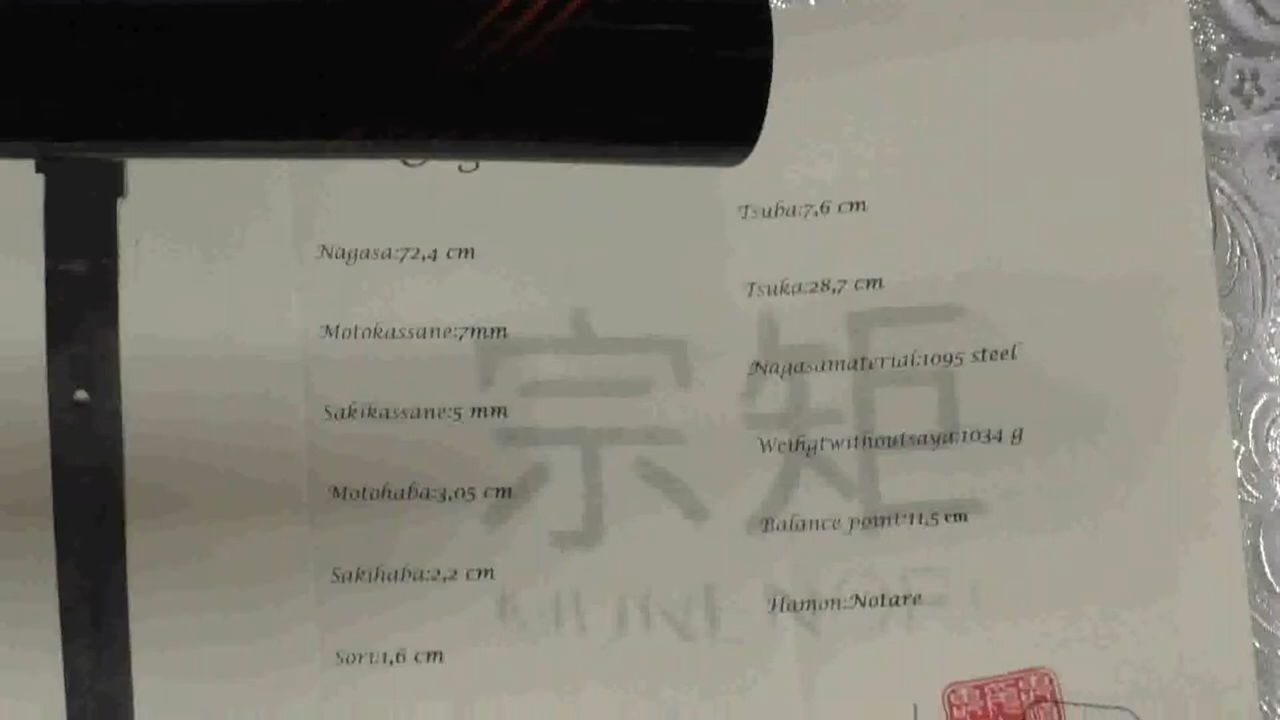 Nagasa:72,4 cm
Motokassane:7mm
Sakikassane:5 mm
Motohaba:3,05 cm
Sakihaba:2,2 cm
Sori:1,6 cm
Tsuba:7,6 cm
Tsuka:28,7 cm
Nagasamaterial:1095 steel
Weihgtwithoutsaya:1034 g
Balance point:11,5 cm
Hamon:Notare
宗矩